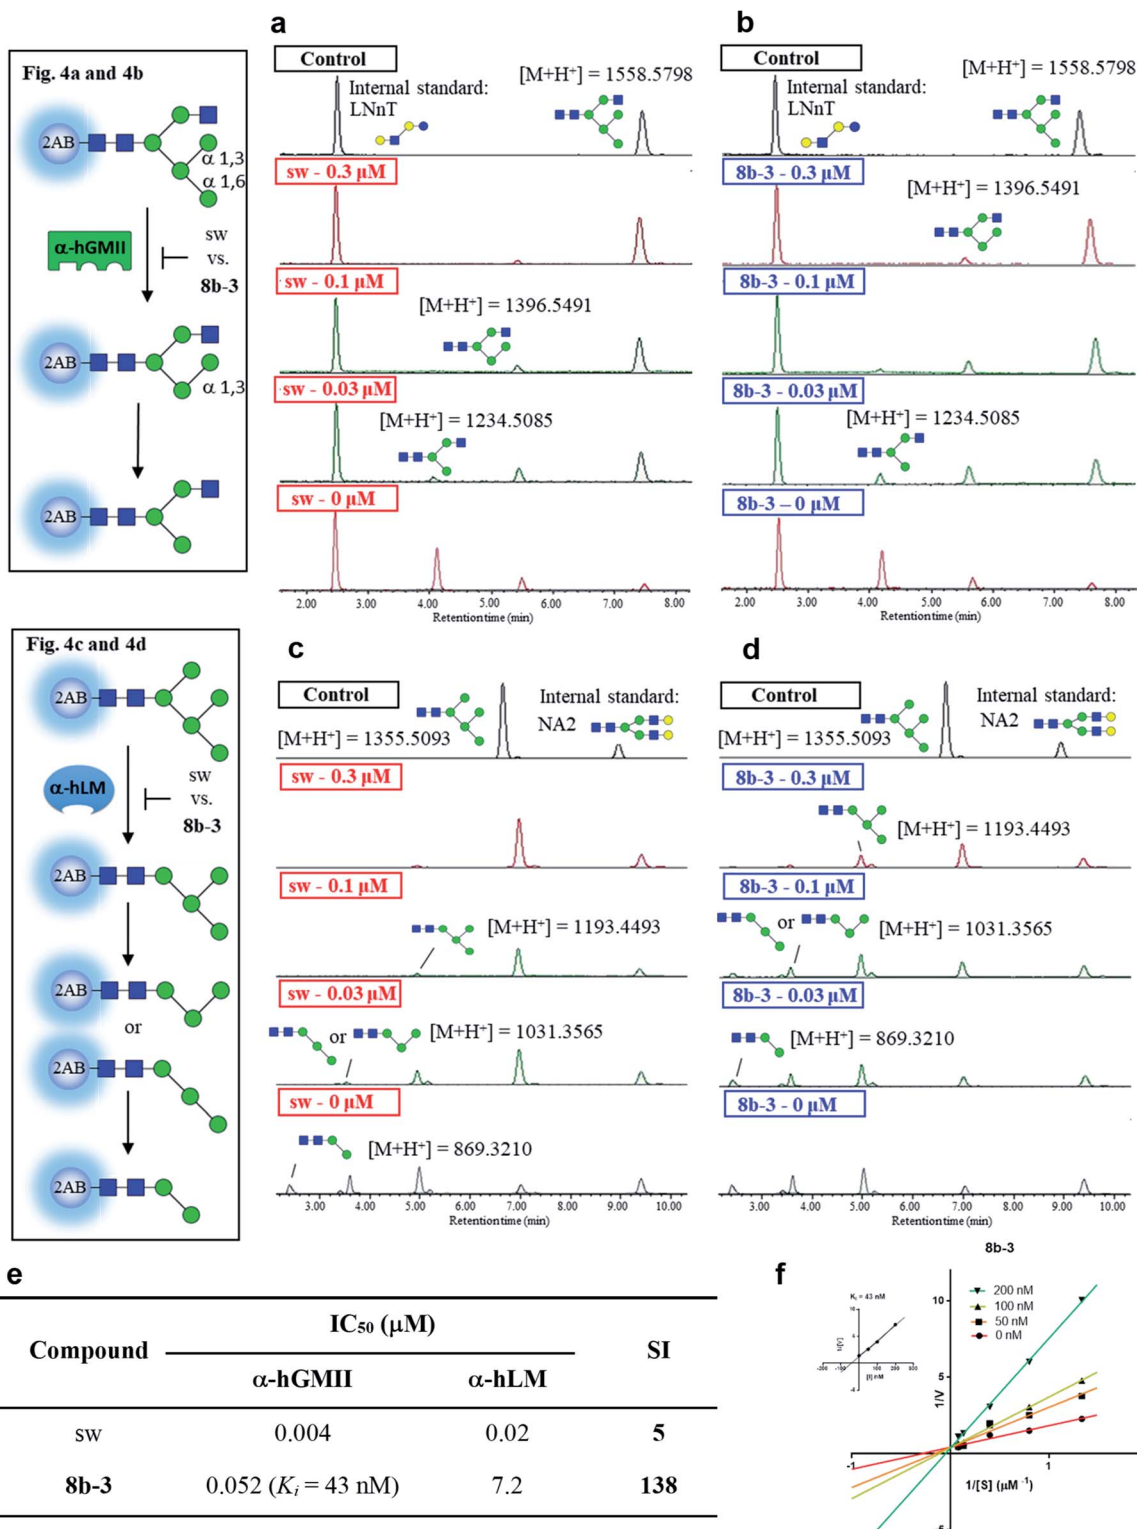 Fig. 4a and 4b
2AB
α 1,3
α 1,6
α-hGMII
sw
vs.
8b-3
2AB
α 1,3
2AB
a
Control
Internal standard:
LNnT
[M+H⁺] = 1558.5798
sw - 0.3 µM
sw - 0.1 µM
[M+H⁺] = 1396.5491
sw - 0.03 µM
[M+H⁺] = 1234.5085
sw - 0 µM
2.00 3.00 4.00 5.00 6.00 7.00 8.00
Retention time (min)
b
Control
Internal standard:
LNnT
[M+H⁺] = 1558.5798
8b-3 - 0.3 µM
[M+H⁺] = 1396.5491
8b-3 - 0.1 µM
8b-3 - 0.03 µM
[M+H⁺] = 1234.5085
8b-3 – 0 µM
2.00 3.00 4.00 5.00 6.00 7.00 8.00
Retention time (min)
Fig. 4c and 4d
2AB
α-hLM
sw
vs.
8b-3
2AB
2AB
or
2AB
2AB
c
Control
Internal standard:
NA2
[M+H⁺] = 1355.5093
sw - 0.3 µM
sw - 0.1 µM
[M+H⁺] = 1193.4493
sw - 0.03 µM
or
[M+H⁺] = 1031.3565
sw - 0 µM
[M+H⁺] = 869.3210
3.00 4.00 5.00 6.00 7.00 8.00 9.00 10.00
Retention time (min)
d
Control
Internal standard:
NA2
[M+H⁺] = 1355.5093
8b-3 - 0.3 µM
[M+H⁺] = 1193.4493
8b-3 - 0.1 µM
or
[M+H⁺] = 1031.3565
8b-3 - 0.03 µM
[M+H⁺] = 869.3210
8b-3 - 0 µM
3.00 4.00 5.00 6.00 7.00 8.00 9.00 10.00
Retention time (min)
e
Compound IC₅₀ (µM) SI
α-hGMII α-hLM
sw 0.004 0.02 5
8b-3 0.052 (Kᵢ = 43 nM) 7.2 138
f
8b-3
200 nM
100 nM
50 nM
0 nM
10
5
-5
1/V
-1 1
1/[S] (µM ⁻¹)
Kᵢ = 43 nM
10
5
-5
-200 -100 0 100 200 300
[I] nM